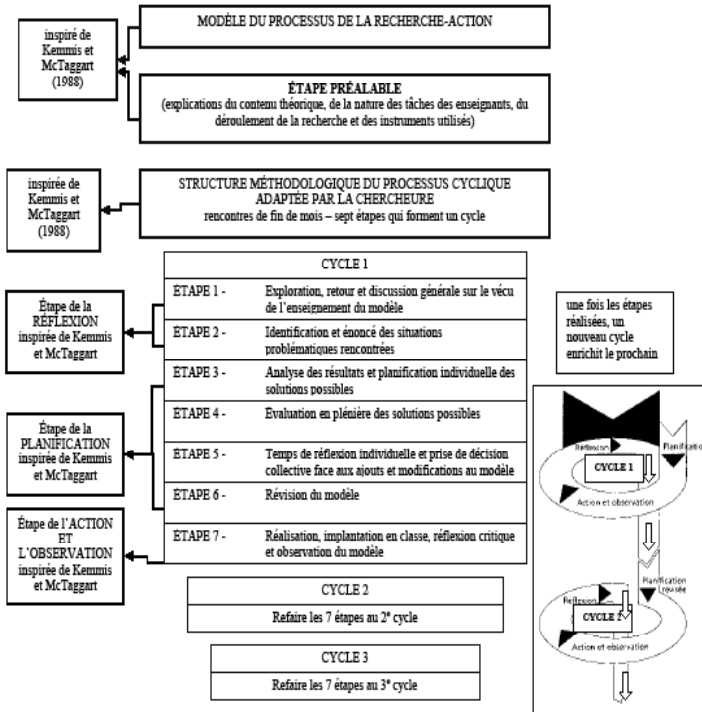 MODÈLE DU PROCESSUS DE LA RECHERCHE-ACTION
inspiré de
Kemmis et
McTaggart
(1988)
ÉTAPE PRÉALABLE
(explications du contenu théorique, de la nature des tâches des enseignants, du
déroulement de la recherche et des instruments utilisés)
inspirée de
Kemmis et
McTaggart
(1988)
STRUCTURE MÉTHODOLOGIQUE DU PROCESSUS CYCLIQUE
ADAPTÉE PAR LA CHERCHEURE
rencontres de fin de mois – sept étapes qui forment un cycle
CYCLE 1
ÉTAPE 1 - Exploration, retour et discussion générale sur le vécu
de l'enseignement du modèle
ÉTAPE 2 - Identification et énoncé des situations
problématiques rencontrées
ÉTAPE 3 - Analyse des résultats et planification individuelle des
solutions possibles
ÉTAPE 4 - Évaluation en plénière des solutions possibles
ÉTAPE 5 - Temps de réflexion individuelle et prise de décision
collective face aux ajouts et modifications au modèle
ÉTAPE 6 - Révision du modèle
ÉTAPE 7 - Réalisation, implantation en classe, réflexion critique
et observation du modèle
Étape de la
RÉFLEXION
inspirée de Kemmis
et McTaggart
Étape de la
PLANIFICATION
inspirée de Kemmis
et McTaggart
Étape de l'ACTION
ET
L'OBSERVATION
inspirée de Kemmis
et McTaggart
CYCLE 2
Refaire les 7 étapes au 2e cycle
CYCLE 3
Refaire les 7 étapes au 3e cycle
une fois les étapes
réalisées, un
nouveau cycle
enrichit le prochain
Réflexion
Planification
CYCLE 1
Action et observation
Planification
révisée
Réflexion
CYCLE 2
Action et observation